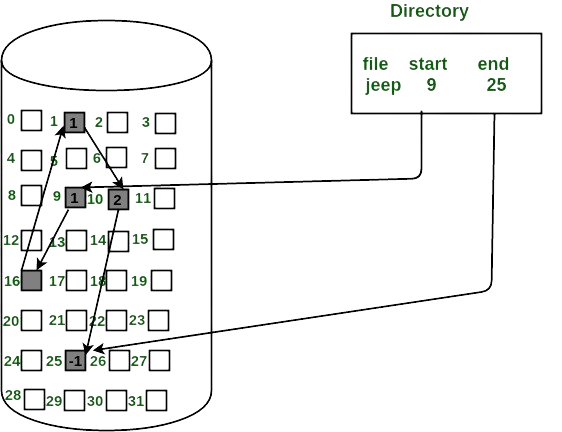 Directory
file start end
jeep 9 25
0 1 1 2 3
4 5 6 7
8 9 1 10 2 11
12 13 14 15
16 17 18 19
20 21 22 23
24 25 -1 26 27
28 29 30 31